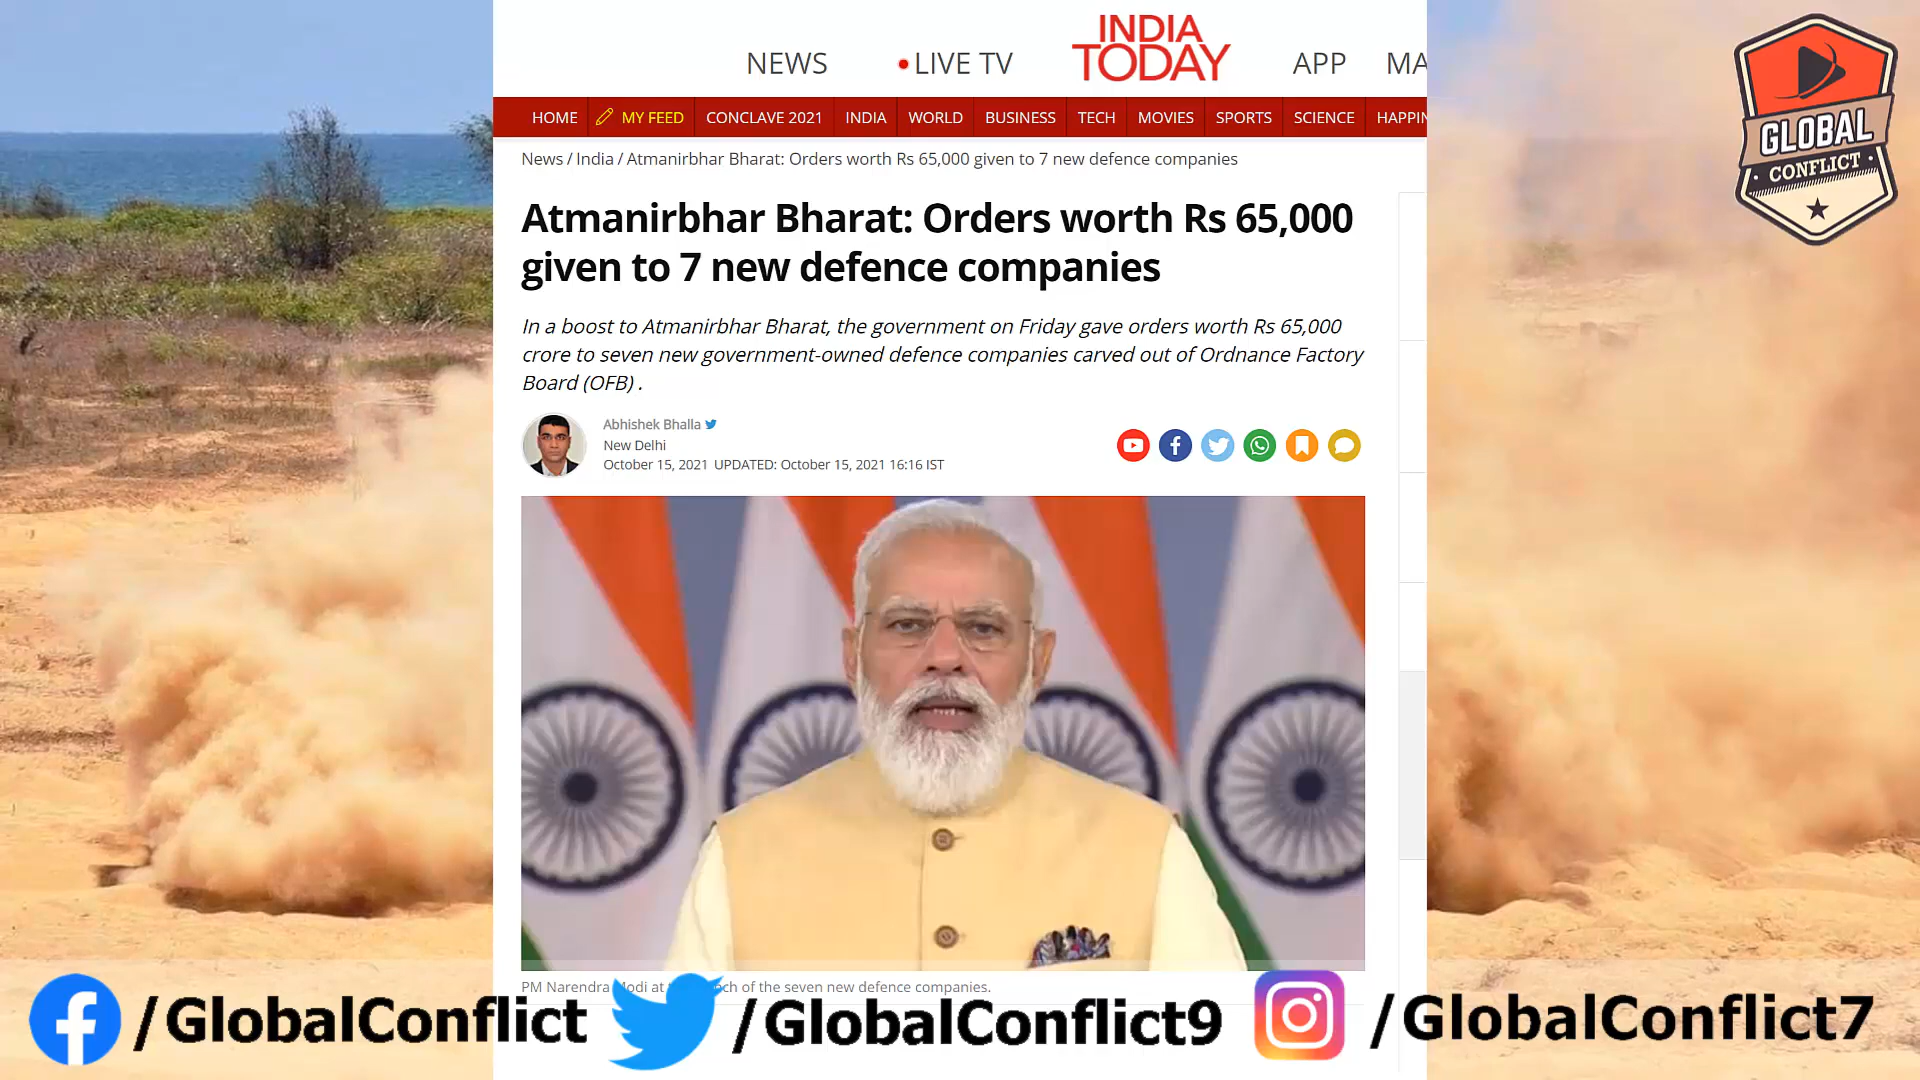 INDIA
TODAY
NEWS
LIVE TV
APP
MA
HOME
MY FEED
CONCLAVE 2021
INDIA
WORLD
BUSINESS
TECH
MOVIES
SPORTS
SCIENCE
HAPPIN
News / India / Atmanirbhar Bharat: Orders worth Rs 65,000 given to 7 new defence companies
Atmanirbhar Bharat: Orders worth Rs 65,000
given to 7 new defence companies
In a boost to Atmanirbhar Bharat, the government on Friday gave orders worth Rs 65,000
crore to seven new government-owned defence companies carved out of Ordnance Factory
Board (OFB) .
Abhishek Bhalla
New Delhi
October 15, 2021 UPDATED: October 15, 2021 16:16 IST
PM Narendra Modi at of the seven new defence companies.
/GlobalConflict
/GlobalConflict9
/GlobalConflict7
GLOBAL
CONFLICT